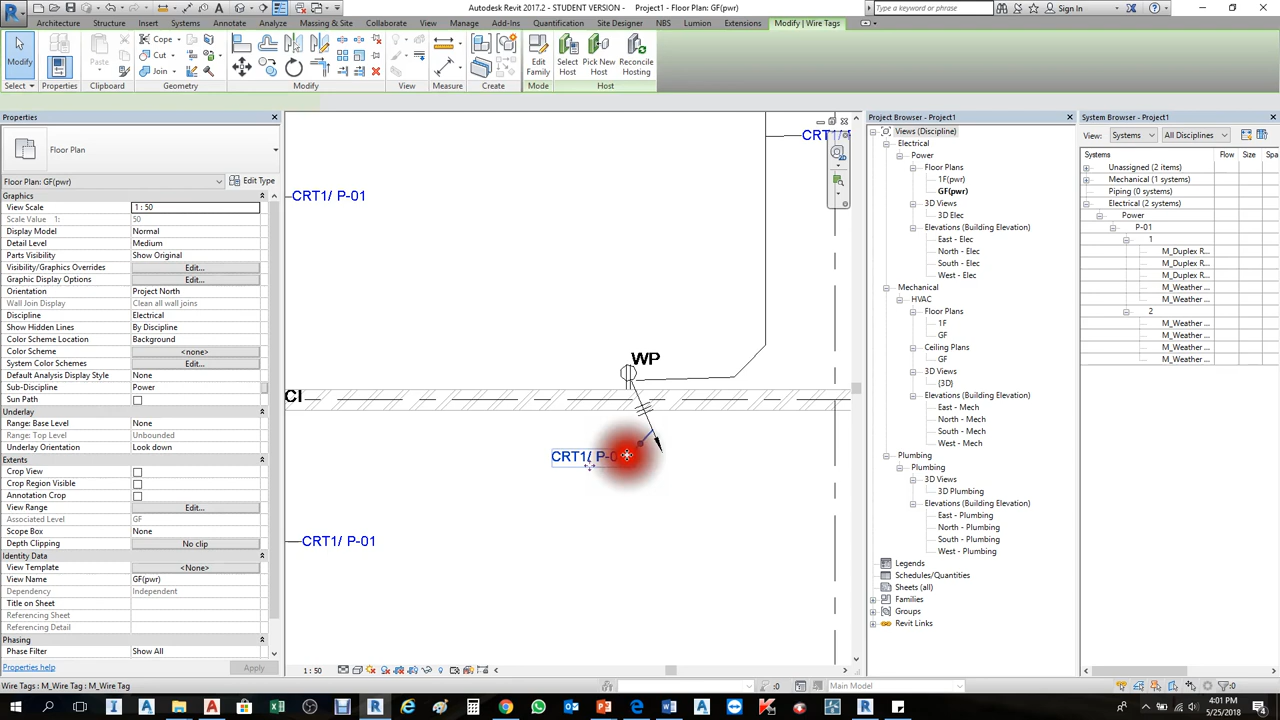 Autodesk Revit 2017.2 - STUDENT VERSION - Project1 - Floor Plan: GF(pwr)
Type a keyword or phrase
Sign In
Architecture Structure Insert Systems Annotate Analyze Massing & Site Collaborate View Manage Add-Ins Quantification Site Designer NBS Lumion Extensions Modify | Wire Tags
Modify
Paste
Cope
Cut
Join
Edit Family
Select Host
Pick New Host
Reconcile Hosting
Select Properties Clipboard Geometry Modify View Measure Create Mode Host
Properties
Floor Plan
Floor Plan: GF(pwr) Edit Type
Graphics
View Scale 1 : 50
Scale Value 1: 50
Display Model Normal
Detail Level Medium
Parts Visibility Show Original
Visibility/Graphics Overrides Edit...
Graphic Display Options Edit...
Orientation Project North
Wall Join Display Clean all wall joins
Discipline Electrical
Show Hidden Lines By Discipline
Color Scheme Location Background
Color Scheme <none>
System Color Schemes Edit...
Default Analysis Display Style None
Sub-Discipline Power
Sun Path
Underlay
Range: Base Level None
Range: Top Level Unbounded
Underlay Orientation Look down
Extents
Crop View
Crop Region Visible
Annotation Crop
View Range Edit...
Associated Level GF
Scope Box None
Depth Clipping No clip
Identity Data
View Template <None>
View Name GF(pwr)
Dependency Independent
Title on Sheet
Referencing Sheet
Referencing Detail
Phasing
Phase Filter Show All
Properties help Apply
CRT1/
CRT1/ P-01
WP
CI
CRT1/ P-0
CRT1/ P-01
1 : 50
Project Browser - Project1
Views (Discipline)
Electrical
Power
Floor Plans
1F(pwr)
GF(pwr)
3D Views
3D Elec
Elevations (Building Elevation)
East - Elec
North - Elec
South - Elec
West - Elec
Mechanical
HVAC
Floor Plans
1F
GF
Ceiling Plans
GF
3D Views
(3D)
Elevations (Building Elevation)
East - Mech
North - Mech
South - Mech
West - Mech
Plumbing
Plumbing
3D Views
3D Plumbing
Elevations (Building Elevation)
East - Plumbing
North - Plumbing
South - Plumbing
West - Plumbing
Legends
Schedules/Quantities
Sheets (all)
Families
Groups
Revit Links
System Browser - Project1
View: Systems All Disciplines
Systems Flow Size Spa
Unassigned (2 items)
Mechanical (1 systems)
Piping (0 systems)
Electrical (2 systems)
Power
P-01
1
M_Duplex R...
M_Duplex R...
M_Duplex R...
M_Weather ...
M_Weather ...
2
M_Weather ...
M_Weather ...
M_Weather ...
M_Weather ...
Wire Tags : M_Wire Tag : M_Wire Tag
:0
Main Model
:0
4:01 PM
5/25/2018